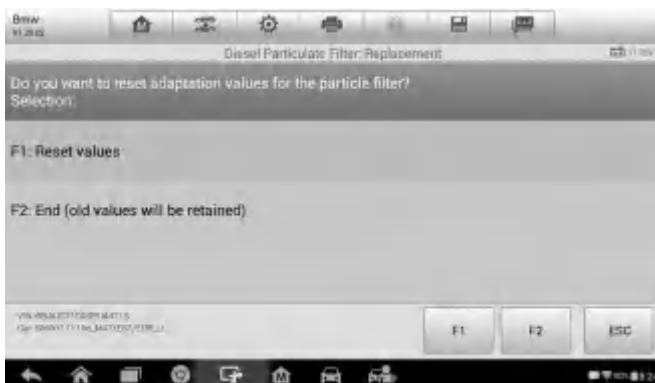 Bmw
Diesel Particulate Filter: Replacement
Do you want to reset adaptation values for the particle filter?
Selection:
F1: Reset values
F2: End (old values will be retained)
F1
F2
ESC